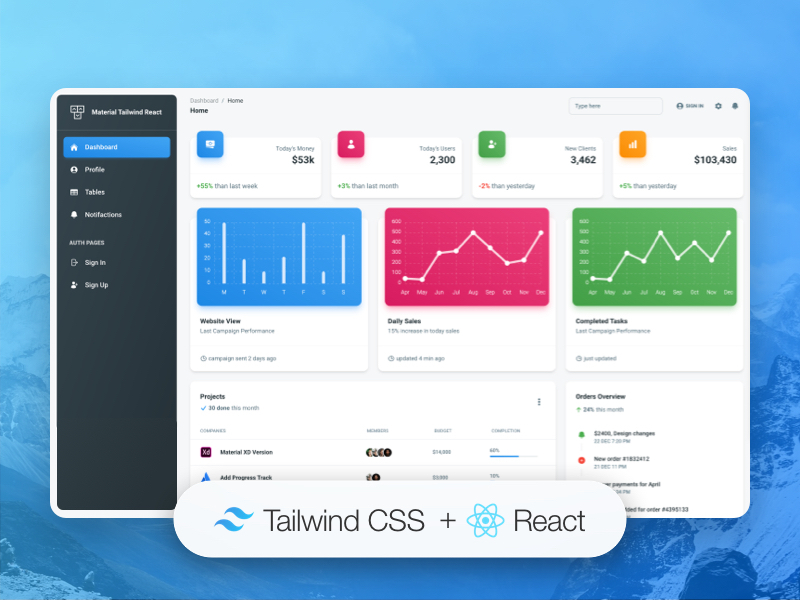 Material Tailwind React
Dashboard
Profile
Tables
Notifactions
AUTH PAGES
Sign In
Sign Up
Dashboard / Home
Home
Type here
SIGN IN
Today's Money
$53k
+55% than last week
Today's Users
2,300
+3% than last month
New Clients
3,462
-2% than yesterday
Sales
$103,430
+5% than yesterday
50
40
30
20
10
0
M T W T F S S
Website View
Last Campaign Performance
campaign sent 2 days ago
600
500
400
300
200
100
0
Apr May Jun Jul Aug Sep Oct Nov Dec
Daily Sales
15% increase in today sales
updated 4 min ago
600
500
400
300
200
100
0
Apr May Jun Jul Aug Sep Oct Nov Dec
Completed Tasks
Last Campaign Performance
just updated
Projects
30 done this month
COMPANIES MEMBERS BUDGET COMPLETION
Xd Material XD Version $14,000 60%
Add Progress Track $3,000 10%
Orders Overview
24% this month
$2400, Design changes
22 DEC 7:20 PM
New order #1832412
21 DEC 11 PM
payments for April
PM
for order #4395133
Tailwind CSS + React